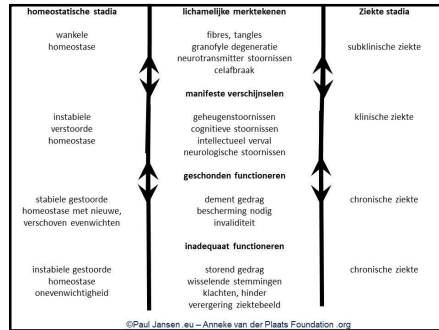 homeostatische stadia lichamelijke merktekenen Ziekte stadia
wankele fibres, tangles
homeostase granofyle degeneratie subklinische ziekte
neurotransmitter stoornissen
celafbraak
manifeste verschijnselen
instabiele geheugenstoornissen klinische ziekte
verstoorde cognitieve stoornissen
homeostase intellectueel verval
neurologische stoornissen
geschonden functioneren
stabiele gestoorde dement gedrag chronische ziekte
homeostase met nieuwe, bescherming nodig
verschoven evenwichten invaliditeit
inadequaat functioneren
instabiele gestoorde storend gedrag chronische ziekte
homeostase wisselende stemmingen
onevenwichtigheid klachten, hinder
verergering ziektebeeld
©Paul Jansen .eu – Anneke van der Plaats Foundation .org